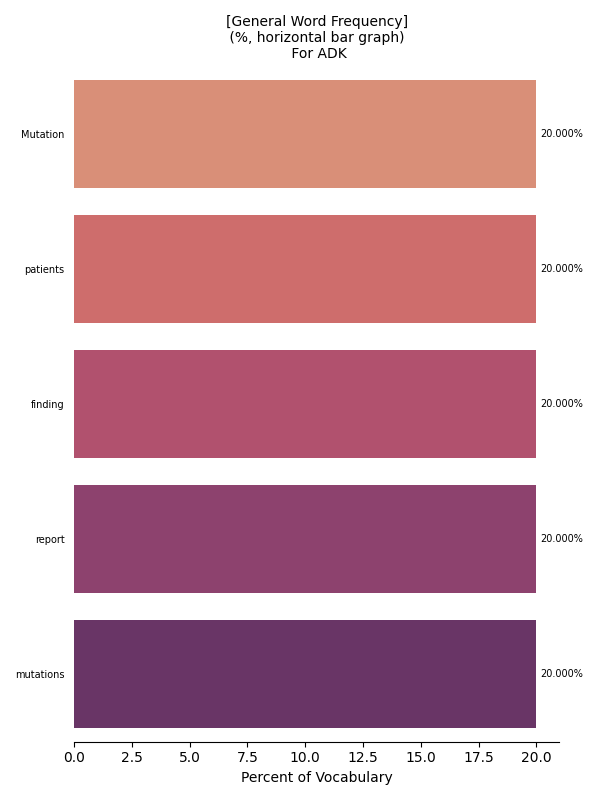 [General Word Frequency]
(%, horizontal bar graph)
For ADK
Mutation 20.000%
patients 20.000%
finding 20.000%
report 20.000%
mutations 20.000%
0.0 2.5 5.0 7.5 10.0 12.5 15.0 17.5 20.0
Percent of Vocabulary